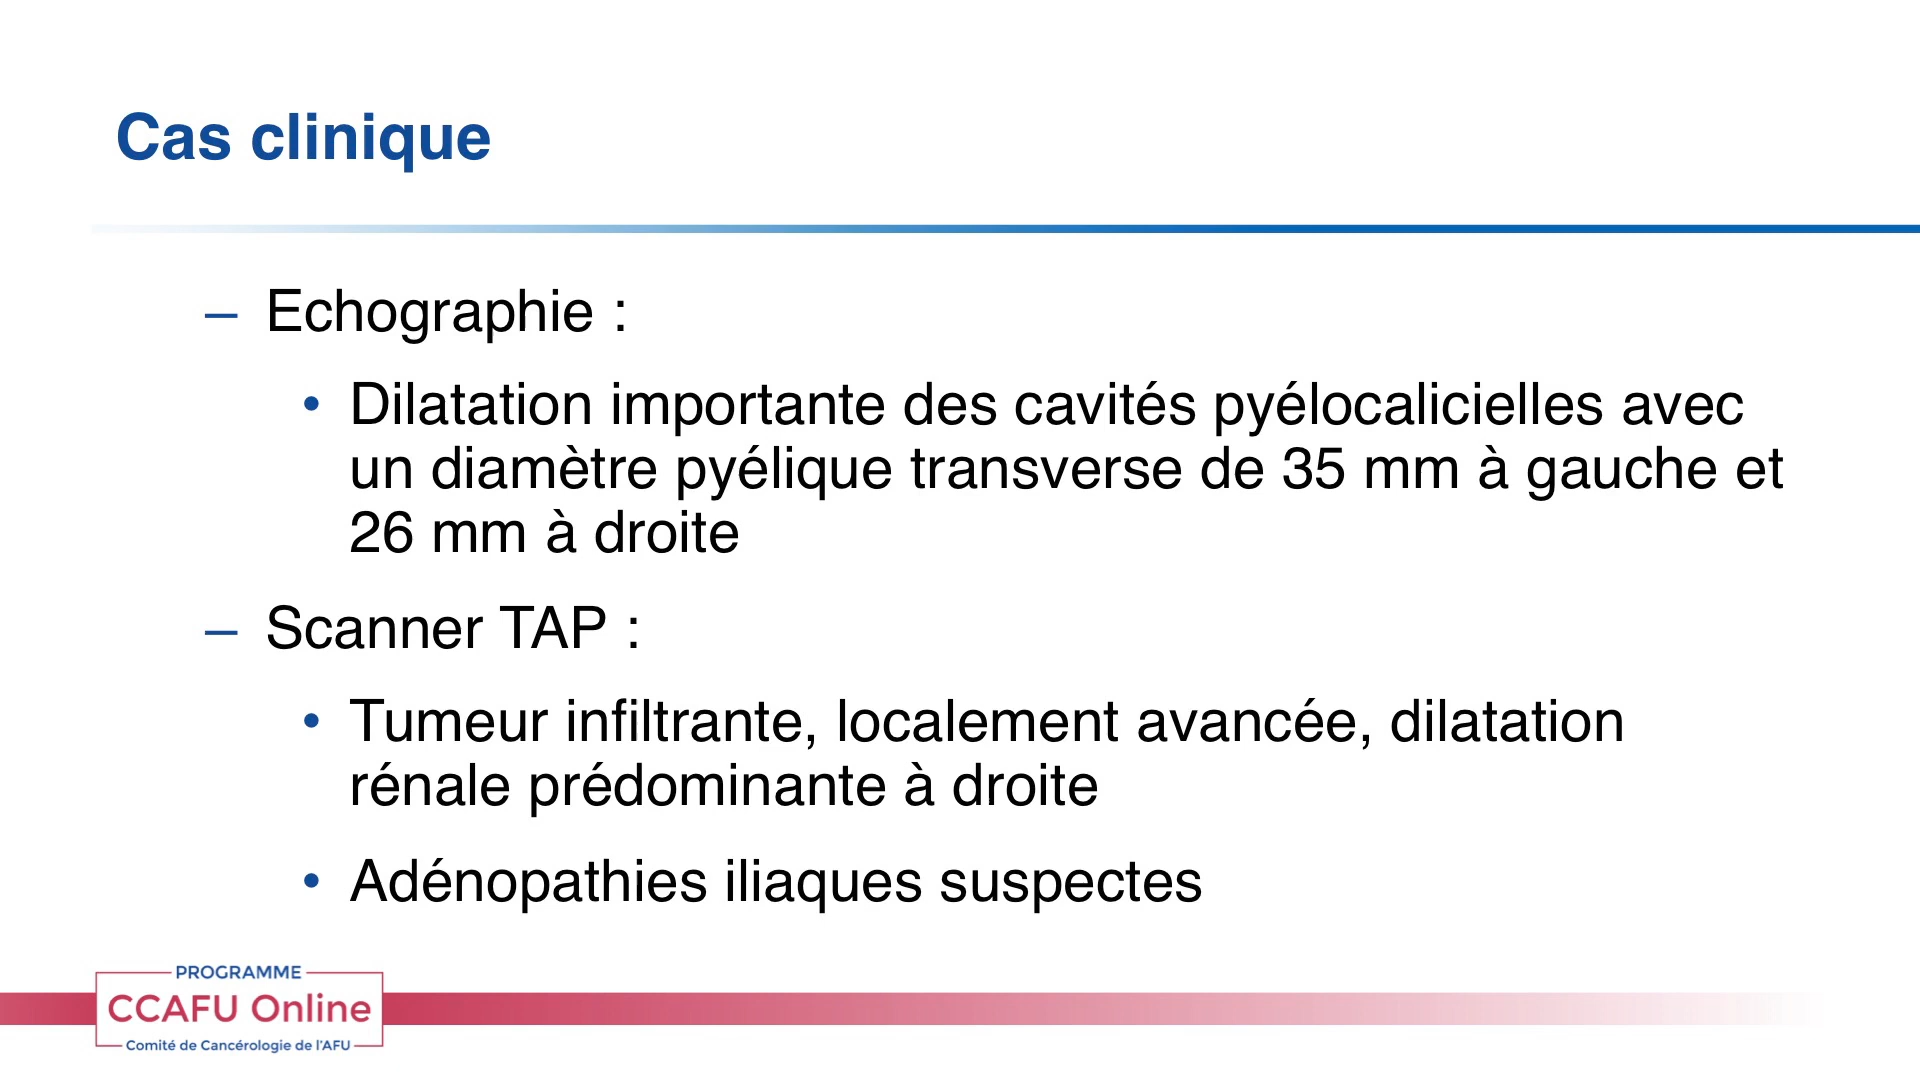 Cas clinique
– Echographie :
• Dilatation importante des cavités pyélocalicielles avec
un diamètre pyélique transverse de 35 mm à gauche et
26 mm à droite
– Scanner TAP :
• Tumeur infiltrante, localement avancée, dilatation
rénale prédominante à droite
• Adénopathies iliaques suspectes
PROGRAMME
CCAFU Online
Comité de Cancérologie de l'AFU